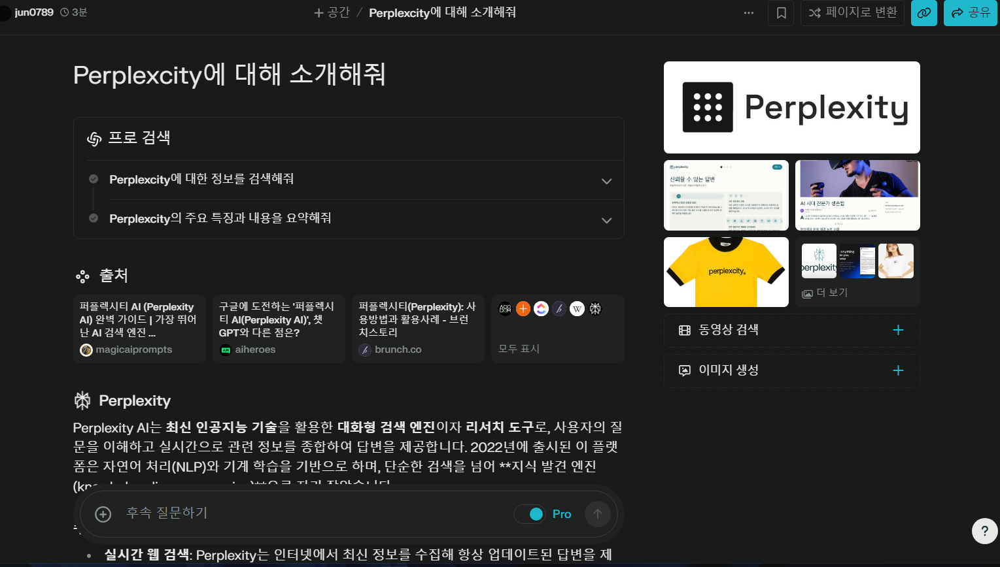 jun0789 3분
공간 / Perplexcity에 대해 소개해줘
페이지로 변환
공유
Perplexcity에 대해 소개해줘
프로 검색
Perplexcity에 대한 정보를 검색해줘
Perplexcity의 주요 특징과 내용을 요약해줘
출처
퍼플렉시티 AI (Perplexity
AI) 완벽 가이드 | 가장 뛰어
난 AI 검색 엔진 ...
magicaiprompts
구글에 도전하는 '퍼플렉시
티 AI(Perplexity AI)', 챗
GPT와 다른 점은?
aiheroes
퍼플렉시티(Perplexity): 사
용방법과 활용사례 - 브런
치스토리
brunch.co
모두 표시
Perplexity
Perplexity AI는 최신 인공지능 기술을 활용한 대화형 검색 엔진이자 리서치 도구로, 사용자의 질
문을 이해하고 실시간으로 관련 정보를 종합하여 답변을 제공합니다. 2022년에 출시된 이 플랫
폼은 자연어 처리(NLP)와 기계 학습을 기반으로 하며, 단순한 검색을 넘어 **지식 발견 엔진
후속 질문하기
Pro
실시간 웹 검색: Perplexity는 인터넷에서 최신 정보를 수집해 항상 업데이트된 답변을 제
Perplexity
perplexity
신뢰할 수 있는 답변
AI 시대 전문가 생존법
perplexcity
perplexity
더 보기
동영상 검색
이미지 생성
?